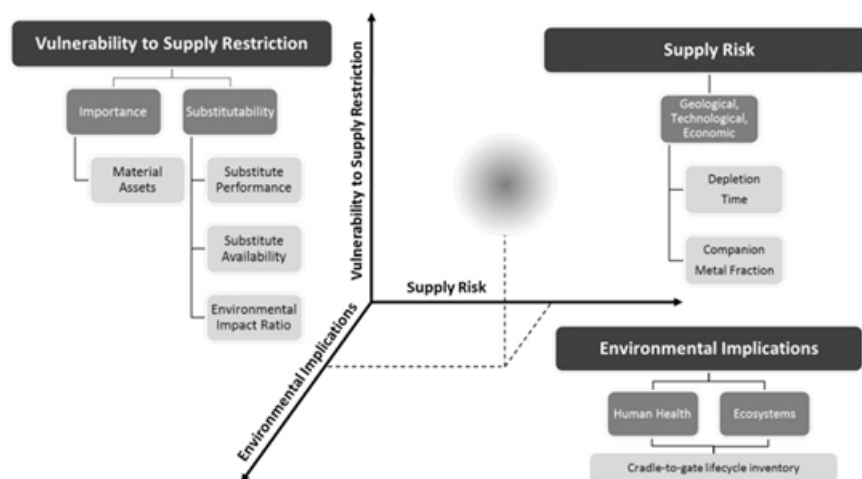 Vulnerability to Supply Restriction
Importance
Substitutability
Material
Assets
Substitute
Performance
Substitute
Availability
Environmental
Impact Ratio
Vulnerability to Supply Restriction
Supply Risk
Environmental Implications
Supply Risk
Geological,
Technological,
Economic
Depletion
Time
Companion
Metal Fraction
Environmental Implications
Human Health
Ecosystems
Cradle-to-gate lifecycle inventory